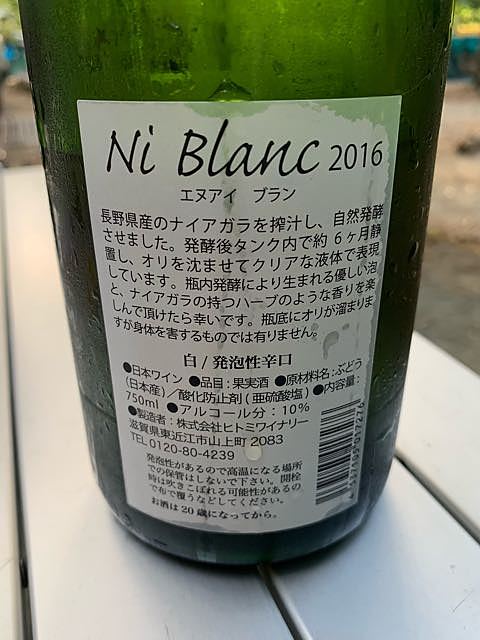 Ni Blanc 2016
エヌアイ ブラン
長野県産のナイアガラを搾汁し、自然発酵
させました。発酵後タンク内で約6ヶ月静
置し、オリを沈ませてクリアな液体で表現
しています。瓶内発酵により生まれる優しい泡
と、ナイアガラの持つハーブのような香りを楽
しんで頂けたら幸いです。瓶底にオリが溜まりま
すが身体を害するものではありません。
白/発泡性辛口
●日本ワイン ●品目:果実酒 ●原材料名:ぶどう
(日本産)/酸化防止剤(亜硫酸塩) ●内容量:
750ml ●アルコール分:10%
●製造者:株式会社ヒトミワイナリー
滋賀県東近江市山上町2083
TEL 0120-80-4239
発泡性があるので高温になる場所
での保管はしないで下さい。開栓
時は吹きこぼれる可能性があるの
で布で覆うなどしてください。
お酒は20歳になってから。